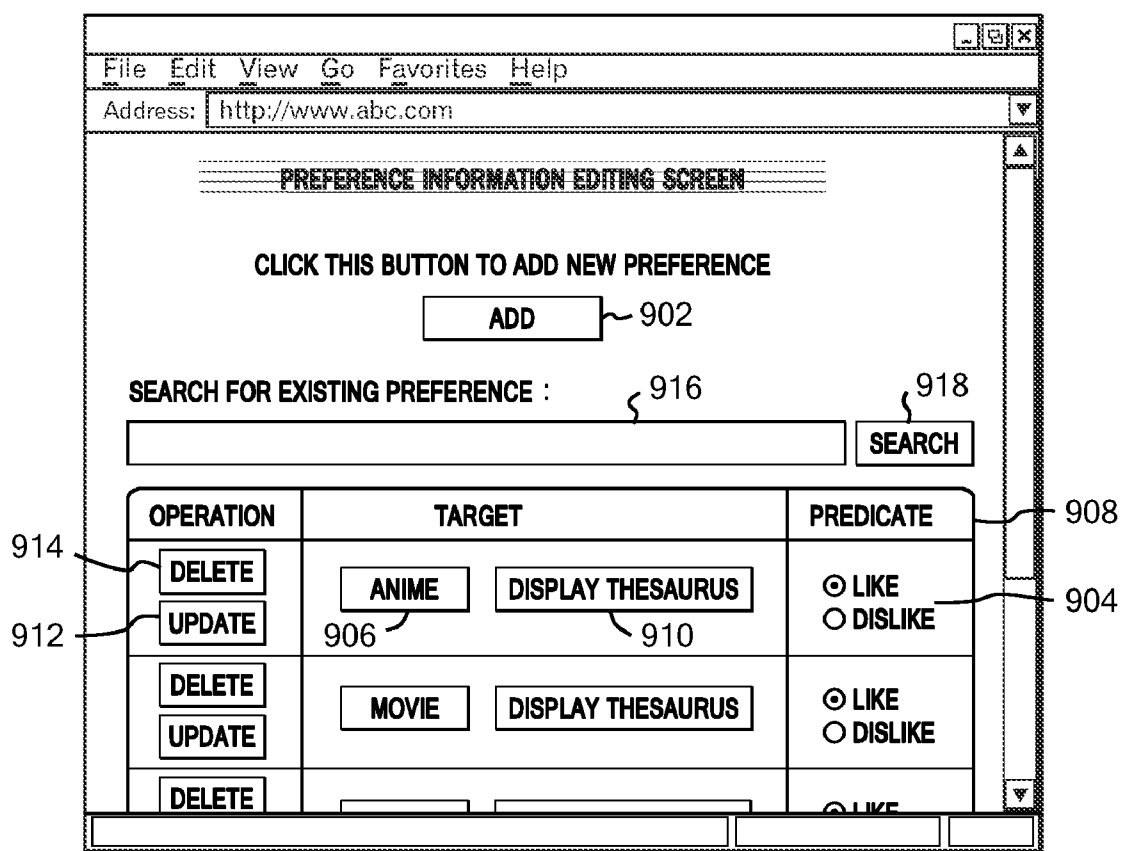 File Edit View Go Favorites Help
Address: http://www.abc.com
PREFERENCE INFORMATION EDITING SCREEN
CLICK THIS BUTTON TO ADD NEW PREFERENCE
ADD 902
SEARCH FOR EXISTING PREFERENCE : 916 918
SEARCH
OPERATION TARGET PREDICATE 908
914 DELETE ANIME DISPLAY THESAURUS LIKE 904
912 UPDATE 906 910 DISLIKE
DELETE MOVIE DISPLAY THESAURUS LIKE
UPDATE DISLIKE
DELETE LIKE